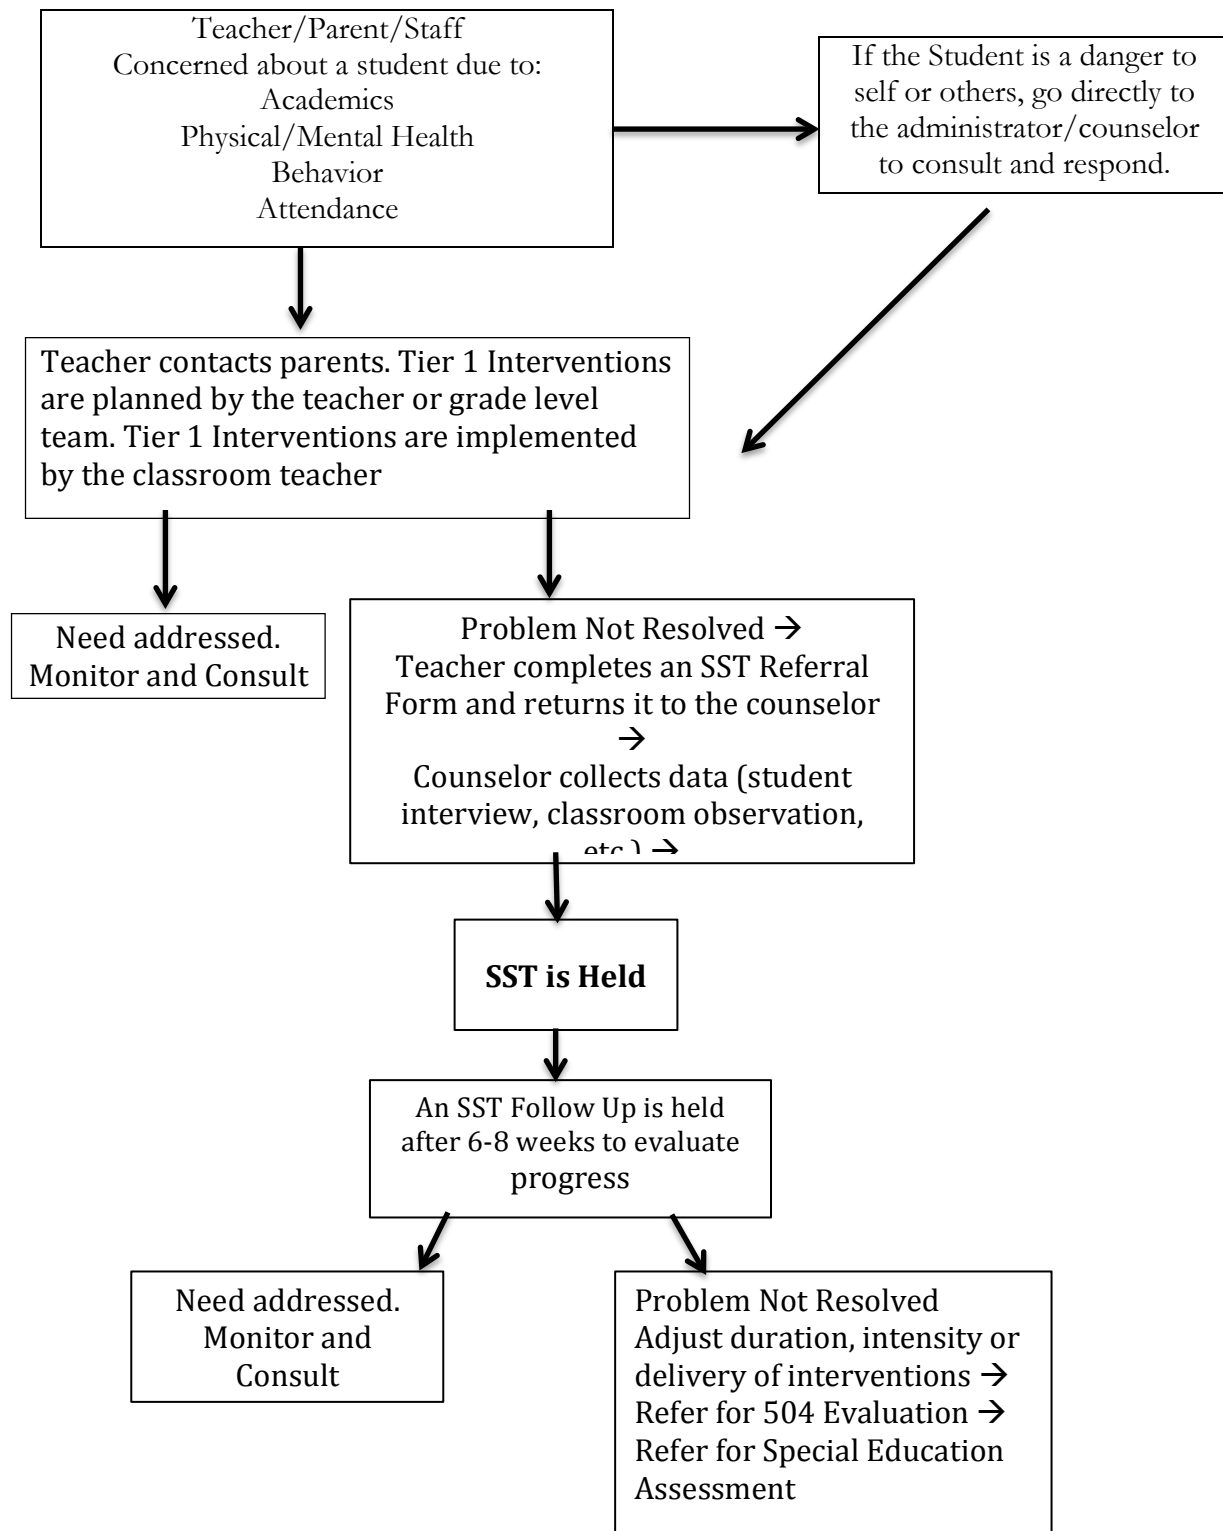 Teacher/Parent/Staff
Concerned about a student due to:
Academics
Physical/Mental Health
Behavior
Attendance
If the Student is a danger to
self or others, go directly to
the administrator/counselor
to consult and respond.
Teacher contacts parents. Tier 1 Interventions
are planned by the teacher or grade level
team. Tier 1 Interventions are implemented
by the classroom teacher
Need addressed.
Monitor and Consult
Problem Not Resolved →
Teacher completes an SST Referral
Form and returns it to the counselor
→
Counselor collects data (student
interview, classroom observation,
etc.) →
SST is Held
An SST Follow Up is held
after 6-8 weeks to evaluate
progress
Need addressed.
Monitor and
Consult
Problem Not Resolved
Adjust duration, intensity or
delivery of interventions →
Refer for 504 Evaluation →
Refer for Special Education
Assessment